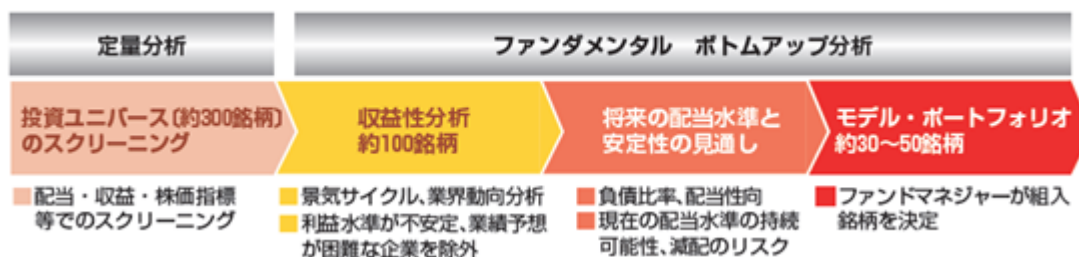 定量分析
ファンダメンタル ボトムアップ分析
投資ユニバース（約300銘柄）
のスクリーニング
収益性分析
約100銘柄
将来の配当水準と
安定性の見通し
モデル・ポートフォリオ
約30～50銘柄
配当・収益・株価指標
等でのスクリーニング
景気サイクル、業界動向分析
利益水準が不安定、業績予想
が困難な企業を除外
負債比率、配当性向
現在の配当水準の持続
可能性、減配のリスク
ファンドマネジャーが組入
銘柄を決定